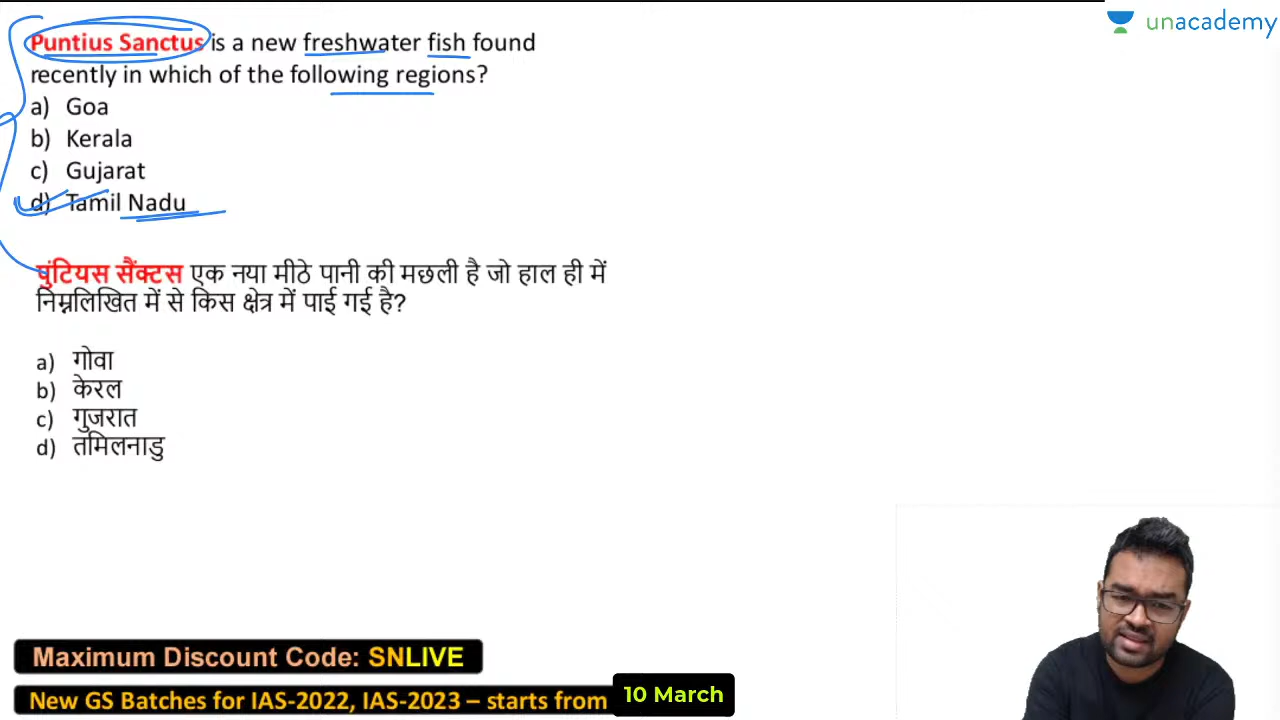 unacademy
Puntius Sanctus is a new freshwater fish found
recently in which of the following regions?
a) Goa
b) Kerala
c) Gujarat
d) Tamil Nadu
पुंटियस सैंक्टस एक नया मीठे पानी की मछली है जो हाल ही में
निम्नलिखित में से किस क्षेत्र में पाई गई है?
a) गोवा
b) केरल
c) गुजरात
d) तमिलनाडु
Maximum Discount Code: SNLIVE
New GS Batches for IAS-2022, IAS-2023 – starts from 10 March